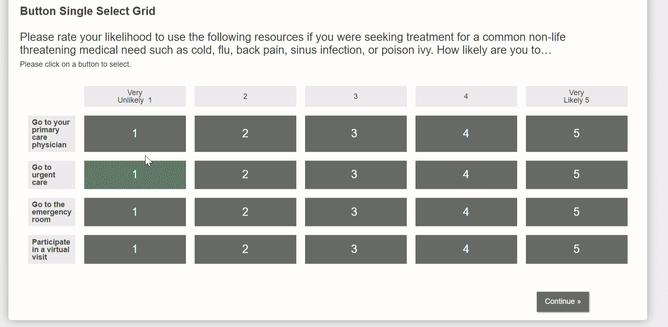 Button Single Select Grid
Please rate your likelihood to use the following resources if you were seeking treatment for a common non-life
threatening medical need such as cold, flu, back pain, sinus infection, or poison ivy. How likely are you to…
Please click on a button to select.
Very
Unlikely 1
2
3
4
Very
Likely 5
Go to your
primary
care
physician
1 2 3 4 5
Go to
urgent
care
1 2 3 4 5
Go to the
emergency
room
1 2 3 4 5
Participate
in a virtual
visit
1 2 3 4 5
Continue »